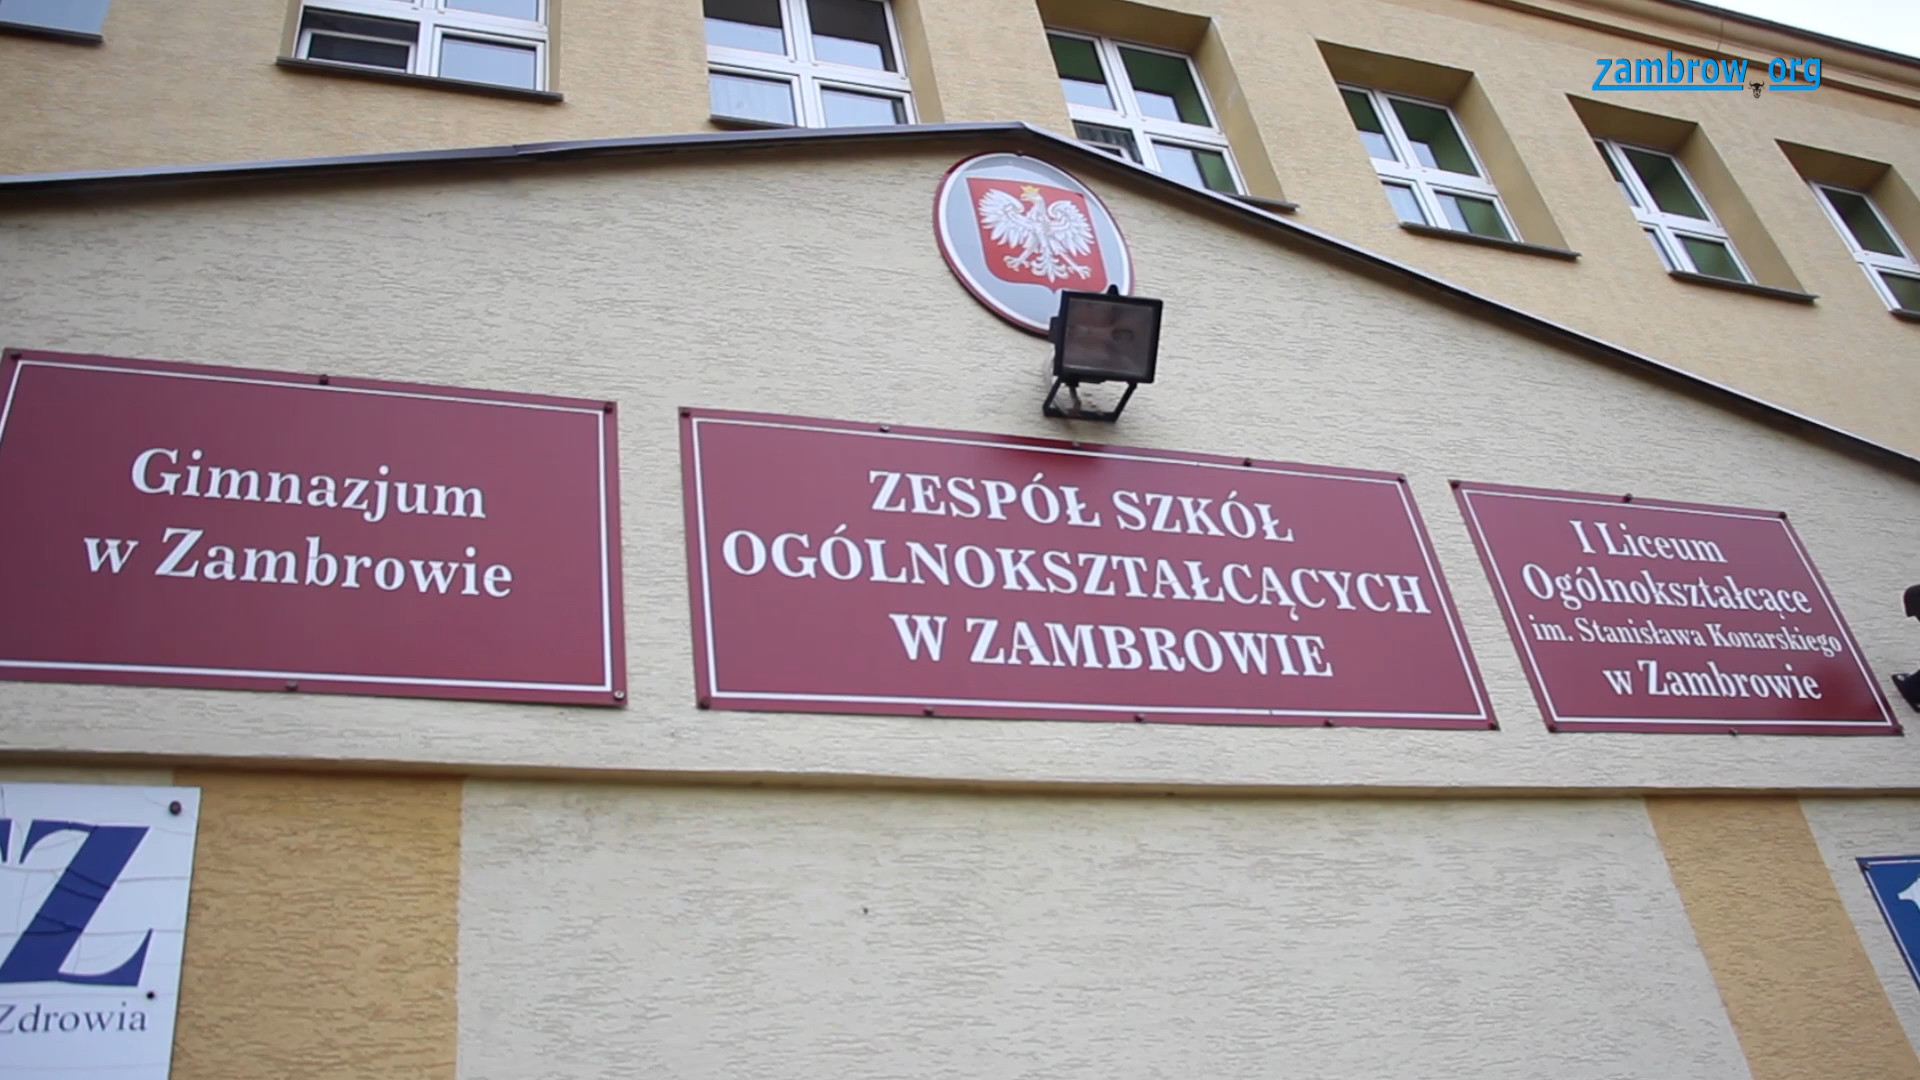 zambrow.org
Gimnazjum
w Zambrowie
ZESPÓŁ SZKÓŁ
OGÓLNOKSZTAŁCĄCYCH
W ZAMBROWIE
I Liceum
Ogólnokształcące
im. Stanisława Konarskiego
w Zambrowie
Z
Zdrowia